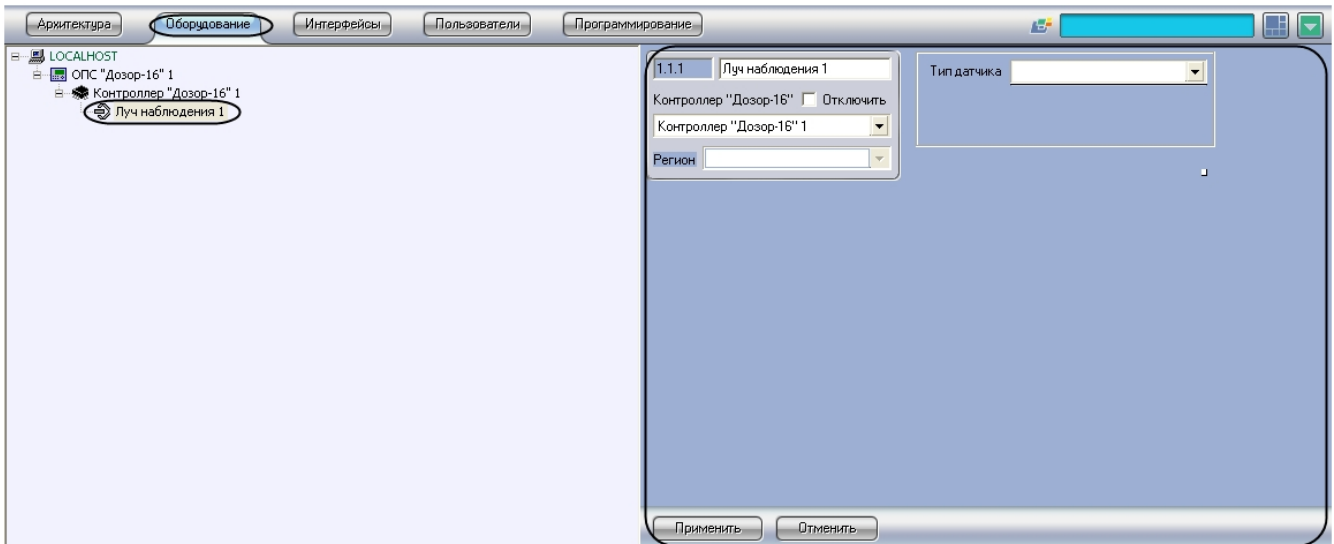 Архитектура
Оборудование
Интерфейсы
Пользователи
Программирование
LOCALHOST
ОПС "Дозор-16" 1
Контроллер "Дозор-16" 1
Луч наблюдения 1
1.1.1
Луч наблюдения 1
Контроллер "Дозор-16"
Отключить
Контроллер "Дозор-16" 1
Регион
Тип датчика
Применить
Отменить